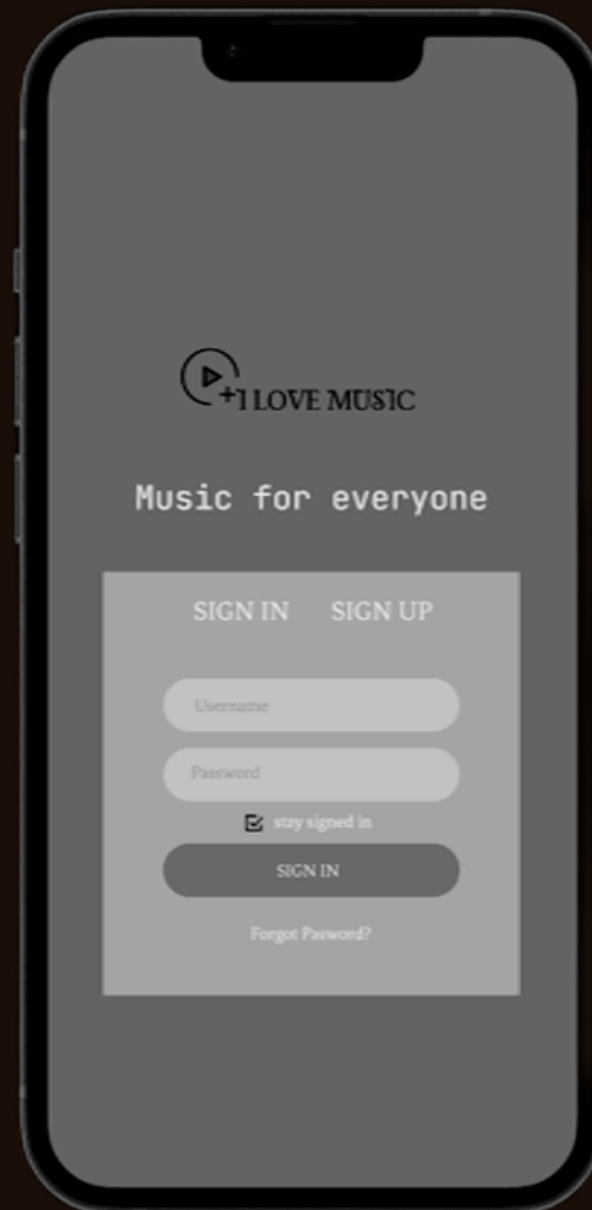 I LOVE MUSIC
Music for everyone
SIGN IN SIGN UP
Username
Password
stay signed in
SIGN IN
Forgot Pasword?